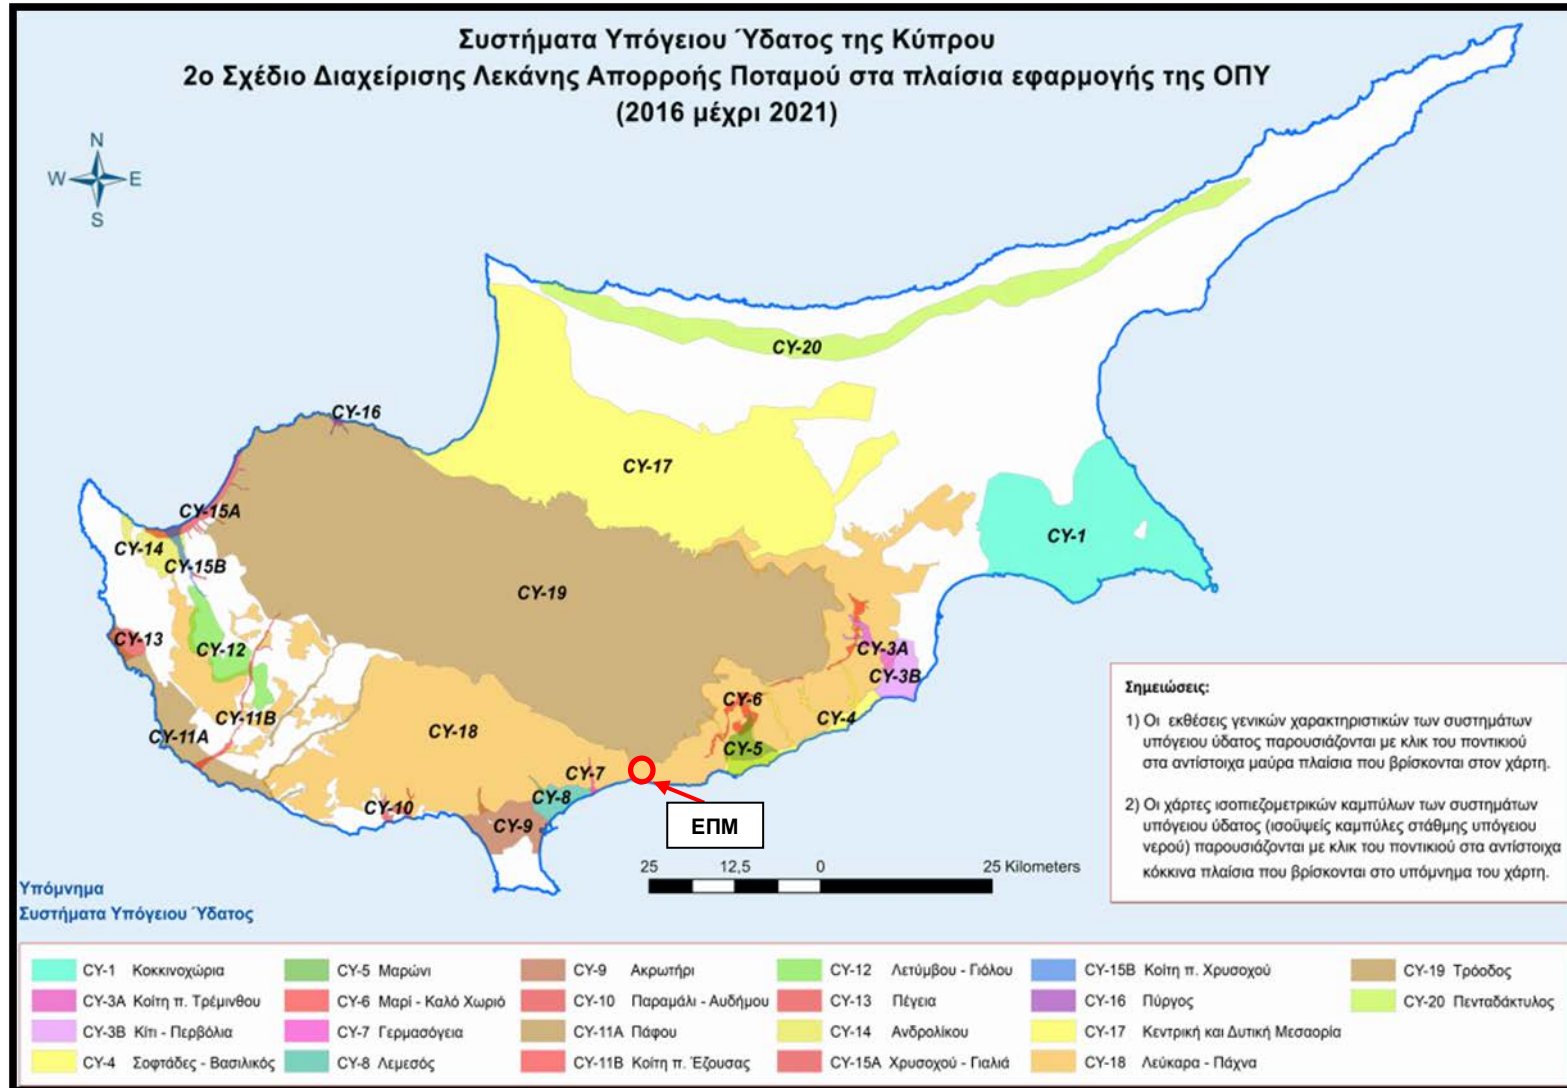 Συστήματα Υπόγειου Ύδατος της Κύπρου
2ο Σχέδιο Διαχείρισης Λεκάνης Απορροής Ποταμού στα πλαίσια εφαρμογής της ΟΠΥ
(2016 μέχρι 2021)
N
W E
S
CY-20
CY-16
CY-17
CY-15A
CY-1
CY-14
CY-15B
CY-19
CY-13
CY-12
CY-3A
CY-3B
CY-6
CY-4
CY-11B
CY-11A
CY-18
CY-5
CY-7
CY-8
CY-10
CY-9
ΕΠΜ
25 12,5 0 25 Kilometers
Σημειώσεις:
1) Οι εκθέσεις γενικών χαρακτηριστικών των συστημάτων
υπόγειου ύδατος παρουσιάζονται με κλικ του ποντικιού
στα αντίστοιχα μαύρα πλαίσια που βρίσκονται στον χάρτη.
2) Οι χάρτες ισοπιεζομετρικών καμπύλων των συστημάτων
υπόγειου ύδατος (ισοϋψείς καμπύλες στάθμης υπόγειου
νερού) παρουσιάζονται με κλικ του ποντικιού στα αντίστοιχα
κόκκινα πλαίσια που βρίσκονται στο υπόμνημα του χάρτη.
Υπόμνημα
Συστήματα Υπόγειου Ύδατος
CY-1 Κοκκινοχώρια
CY-3A Κοίτη π. Τρέμινθου
CY-3B Κίτι - Περβόλια
CY-4 Σοφτάδες - Βασιλικός
CY-5 Μαρώνι
CY-6 Μαρί - Καλό Χωριό
CY-7 Γερμασόγεια
CY-8 Λεμεσός
CY-9 Ακρωτήρι
CY-10 Παραμάλι - Αυδήμου
CY-11A Πάφου
CY-11B Κοίτη π. Έζουσας
CY-12 Λετύμβου - Γιόλου
CY-13 Πέγεια
CY-14 Ανδρολίκου
CY-15A Χρυσοχού - Γιαλιά
CY-15B Κοίτη π. Χρυσοχού
CY-16 Πύργος
CY-17 Κεντρική και Δυτική Μεσαορία
CY-18 Λεύκαρα - Πάχνα
CY-19 Τρόοδος
CY-20 Πενταδάκτυλος